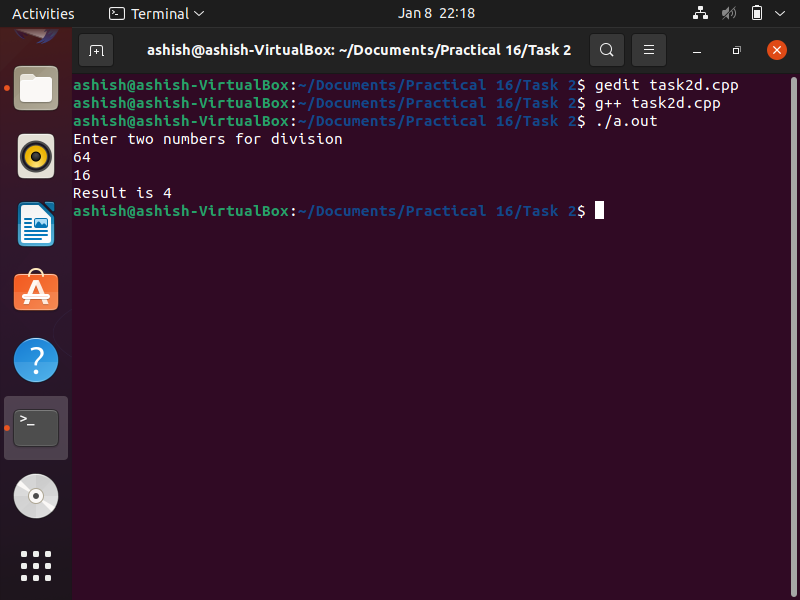 Activities Terminal Jan 8 22:18
ashish@ashish-VirtualBox: ~/Documents/Practical 16/Task 2
ashish@ashish-VirtualBox:~/Documents/Practical 16/Task 2$ gedit task2d.cpp
ashish@ashish-VirtualBox:~/Documents/Practical 16/Task 2$ g++ task2d.cpp
ashish@ashish-VirtualBox:~/Documents/Practical 16/Task 2$ ./a.out
Enter two numbers for division
64
16
Result is 4
ashish@ashish-VirtualBox:~/Documents/Practical 16/Task 2$